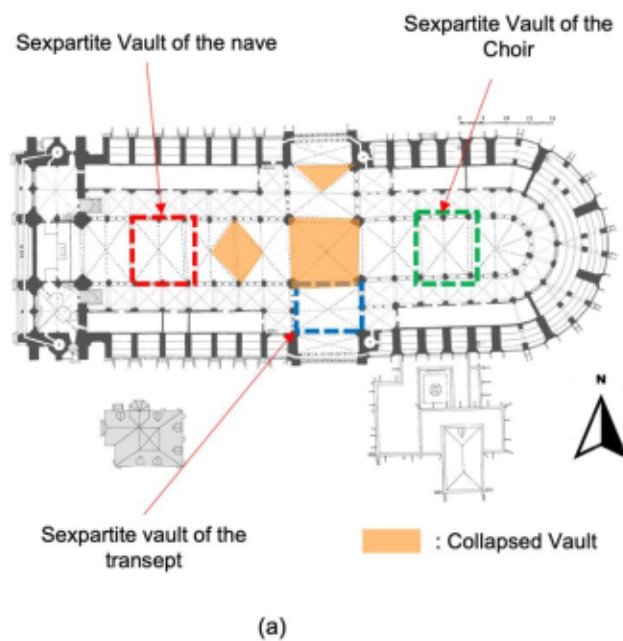 Sexpartite Vault of the nave
Sexpartite Vault of the
Choir
N
Sexpartite vault of the
transept
: Collapsed Vault
(a)